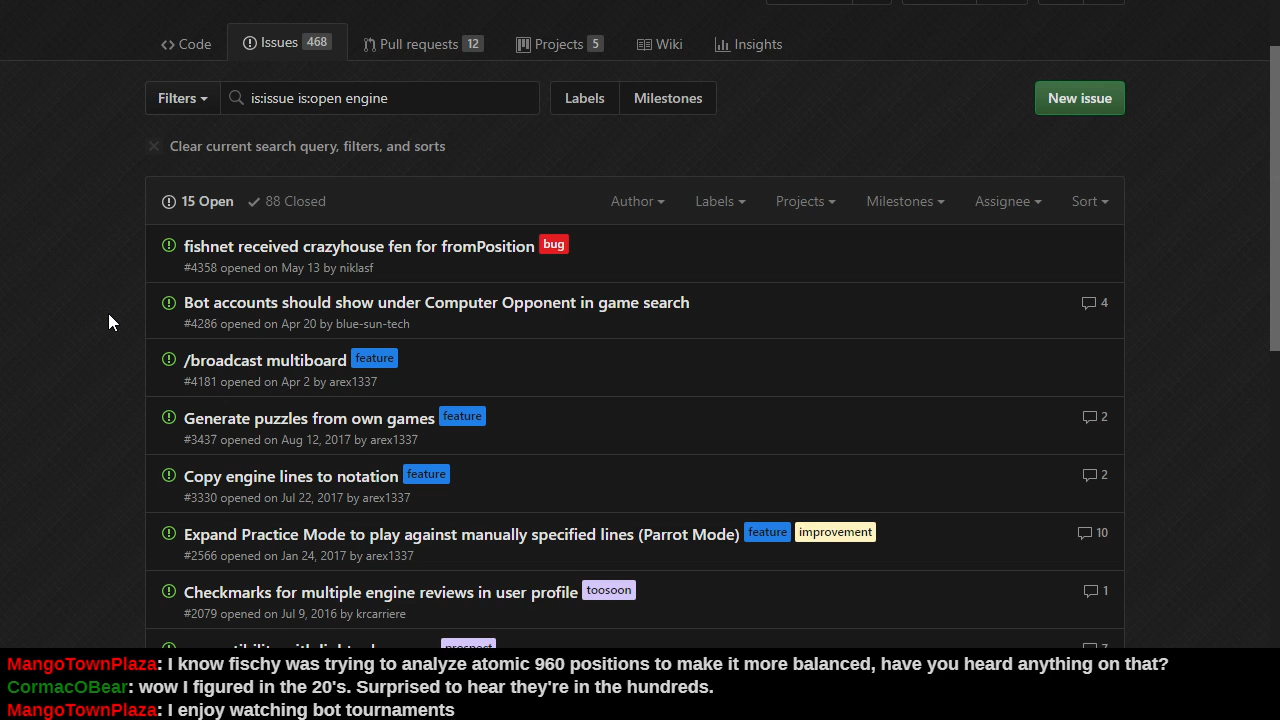 Code Issues 468 Pull requests 12 Projects 5 Wiki Insights
Filters is:issue is:open engine Labels Milestones New issue
Clear current search query, filters, and sorts
15 Open 88 Closed Author Labels Projects Milestones Assignee Sort
fishnet received crazyhouse fen for fromPosition bug
#4358 opened on May 13 by niklasf
Bot accounts should show under Computer Opponent in game search 4
#4286 opened on Apr 20 by blue-sun-tech
/broadcast multiboard feature
#4181 opened on Apr 2 by arex1337
Generate puzzles from own games feature 2
#3437 opened on Aug 12, 2017 by arex1337
Copy engine lines to notation feature 2
#3330 opened on Jul 22, 2017 by arex1337
Expand Practice Mode to play against manually specified lines (Parrot Mode) feature improvement 10
#2566 opened on Jan 24, 2017 by arex1337
Checkmarks for multiple engine reviews in user profile toosoon 1
#2079 opened on Jul 9, 2016 by krcarriere
MangoTownPlaza: I know fischy was trying to analyze atomic 960 positions to make it more balanced, have you heard anything on that?
CormacOBear: wow I figured in the 20's. Surprised to hear they're in the hundreds.
MangoTownPlaza: I enjoy watching bot tournaments